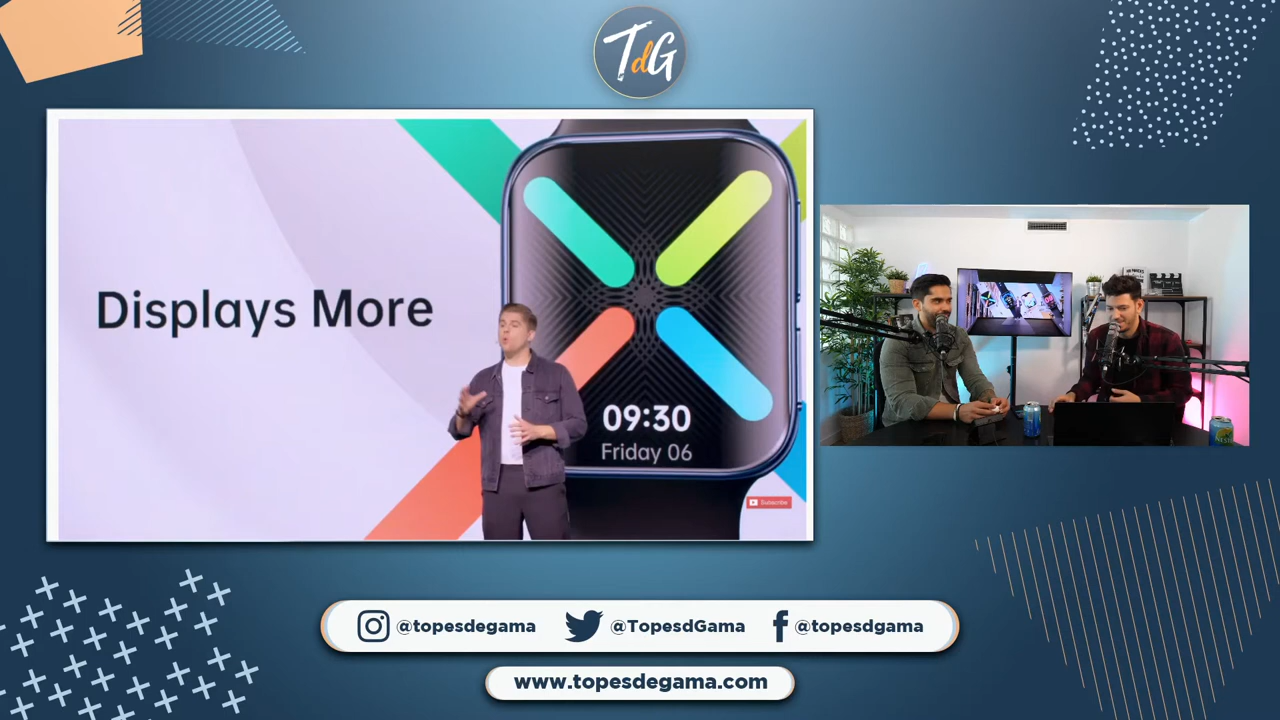 TdG
Displays More
09:30
Friday 06
Subscribe
@topesdegama
@TopesdGama
@topesdgama
www.topesdegama.com